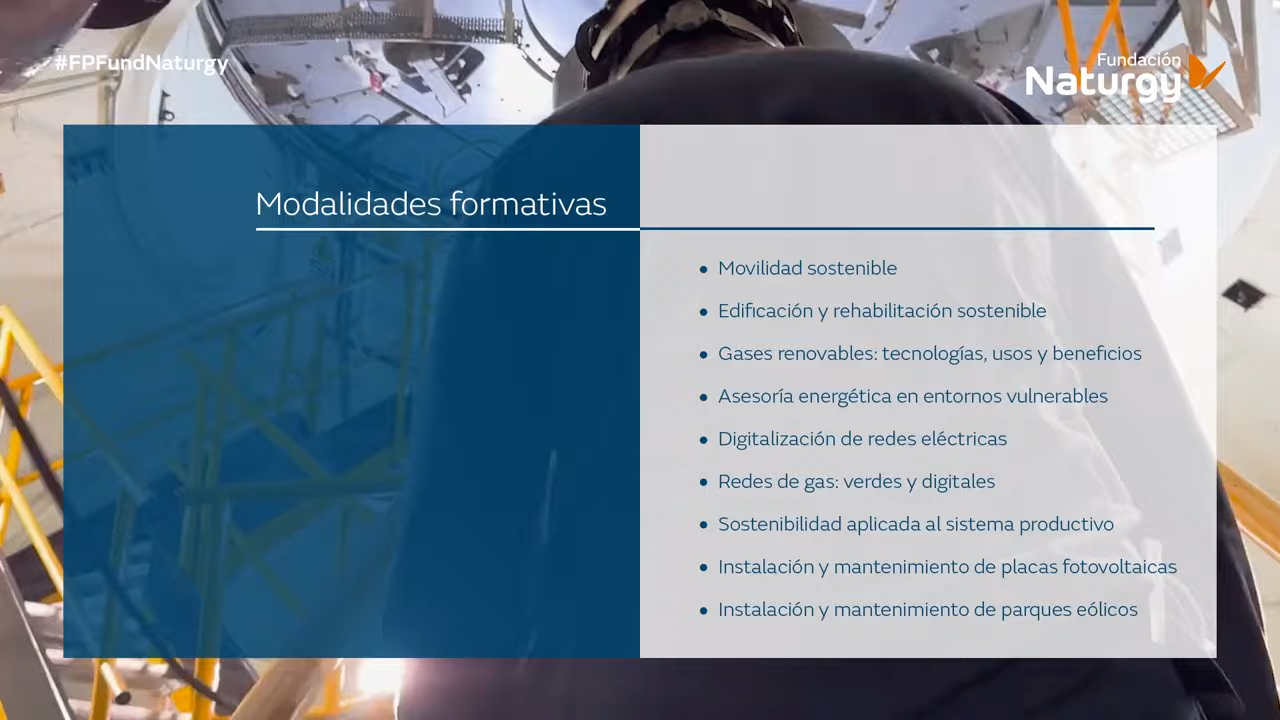 #FPFundNaturgy
Fundación
Naturgy
Modalidades formativas
• Movilidad sostenible
• Edificación y rehabilitación sostenible
• Gases renovables: tecnologías, usos y beneficios
• Asesoría energética en entornos vulnerables
• Digitalización de redes eléctricas
• Redes de gas: verdes y digitales
• Sostenibilidad aplicada al sistema productivo
• Instalación y mantenimiento de placas fotovoltaicas
• Instalación y mantenimiento de parques eólicos